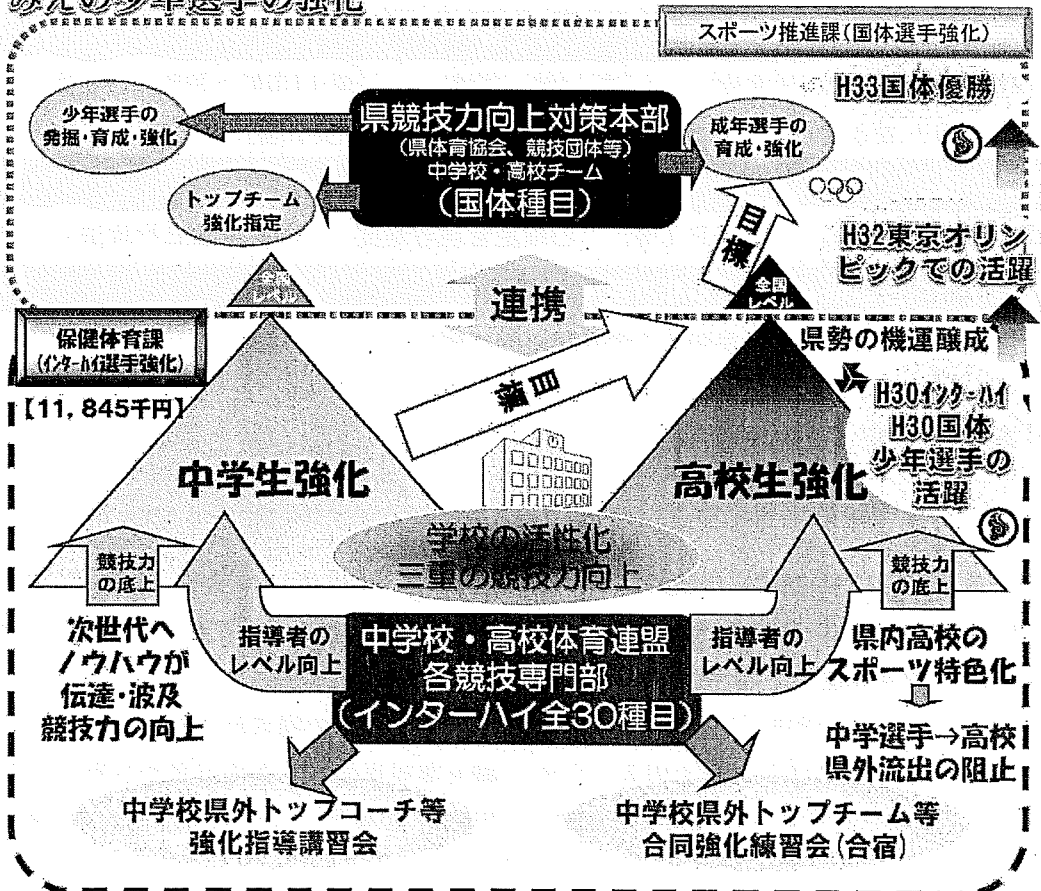 みえの少年選手の強化
スポーツ推進課(国体選手強化)
H33国体優勝
少年選手の
発掘・育成・強化
県競技力向上対策本部
(県体育協会、競技団体等)
中学校・高校チーム
(国体種目)
成年選手の
育成・強化
トップチーム
強化指定
目標
H32東京オリン
ピックでの活躍
レベル
連携
全国
レベル
保健体育課
(インターハイ選手強化)
【11,845千円】
県勢の機運醸成
目標
H30インターハイ
H30国体
少年選手の
活躍
中学生強化
高校生強化
学校の活性化
三重の競技力向上
競技力
の底上
競技力
の底上
次世代へ
ノウハウが
伝達・波及
競技力の向上
指導者の
レベル向上
中学校・高校体育連盟
各競技専門部
(インターハイ全30種目)
指導者の
レベル向上
県内高校の
スポーツ特色化
中学選手→高校
県外流出の阻止
中学校県外トップコーチ等
強化指導講習会
中学校県外トップチーム等
合同強化練習会(合宿)